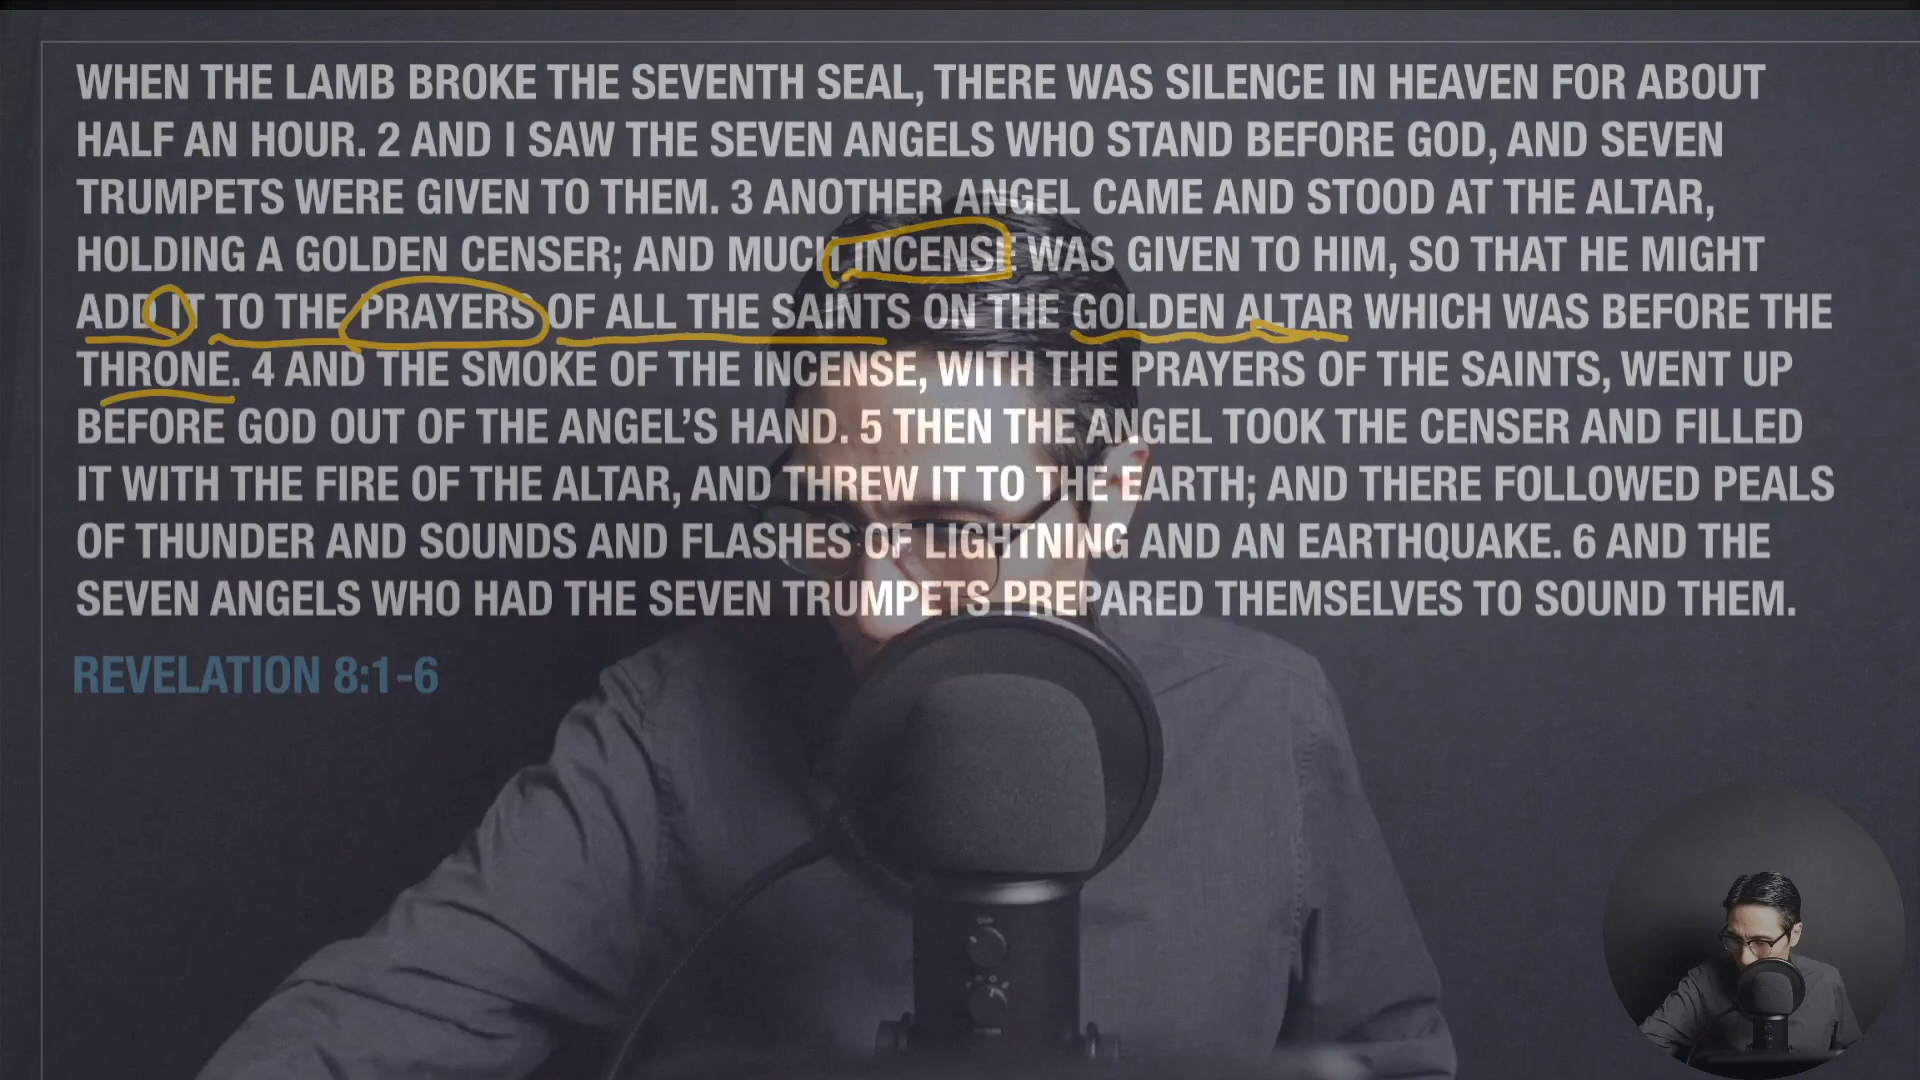 WHEN THE LAMB BROKE THE SEVENTH SEAL, THERE WAS SILENCE IN HEAVEN FOR ABOUT
HALF AN HOUR. 2 AND I SAW THE SEVEN ANGELS WHO STAND BEFORE GOD, AND SEVEN
TRUMPETS WERE GIVEN TO THEM. 3 ANOTHER ANGEL CAME AND STOOD AT THE ALTAR,
HOLDING A GOLDEN CENSER; AND MUCH INCENSE WAS GIVEN TO HIM, SO THAT HE MIGHT
ADD IT TO THE PRAYERS OF ALL THE SAINTS ON THE GOLDEN ALTAR WHICH WAS BEFORE THE
THRONE. 4 AND THE SMOKE OF THE INCENSE, WITH THE PRAYERS OF THE SAINTS, WENT UP
BEFORE GOD OUT OF THE ANGEL’S HAND. 5 THEN THE ANGEL TOOK THE CENSER AND FILLED
IT WITH THE FIRE OF THE ALTAR, AND THREW IT TO THE EARTH; AND THERE FOLLOWED PEALS
OF THUNDER AND SOUNDS AND FLASHES OF LIGHTNING AND AN EARTHQUAKE. 6 AND THE
SEVEN ANGELS WHO HAD THE SEVEN TRUMPETS PREPARED THEMSELVES TO SOUND THEM.
REVELATION 8:1-6